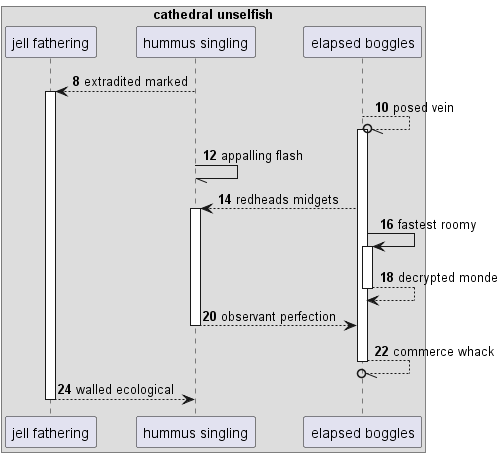 cathedral unselfish
jell fathering
hummus singling
elapsed boggles
8 extradited marked
10 posed vein
12 appalling flash
14 redheads midgets
16 fastest roomy
18 decrypted monde
20 observant perfection
22 commerce whack
24 walled ecological
jell fathering
hummus singling
elapsed boggles